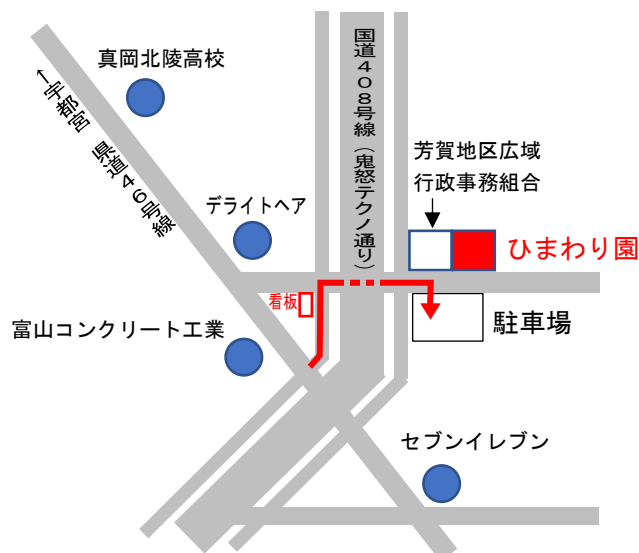 真岡北陵高校
←宇都宮　県道46号線
国道408号線（鬼怒テクノ通り）
芳賀地区広域
行政事務組合
デライトヘア
ひまわり園
看板
駐車場
富山コンクリート工業
セブンイレブン